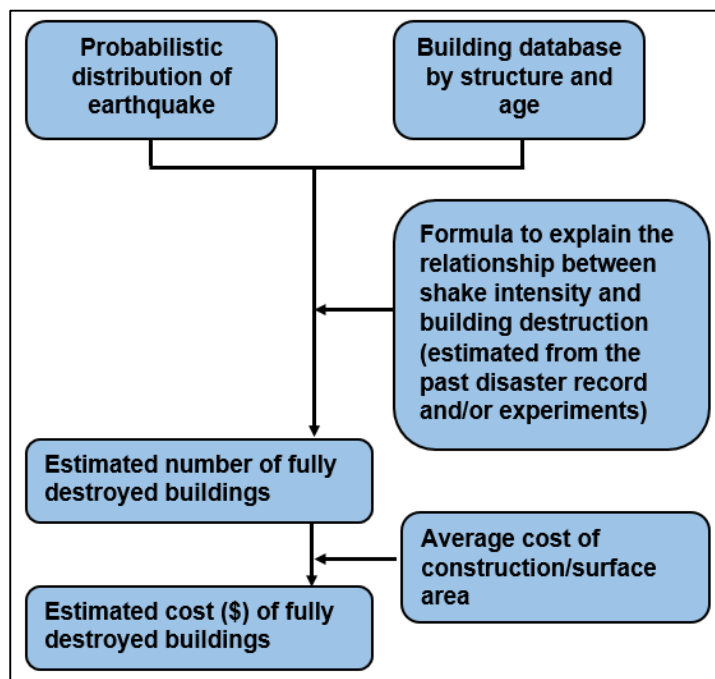 Probabilistic
distribution of
earthquake
Building database
by structure and
age
Formula to explain the
relationship between
shake intensity and
building destruction
(estimated from the
past disaster record
and/or experiments)
Estimated number of fully
destroyed buildings
Average cost of
construction/surface
area
Estimated cost ($) of fully
destroyed buildings